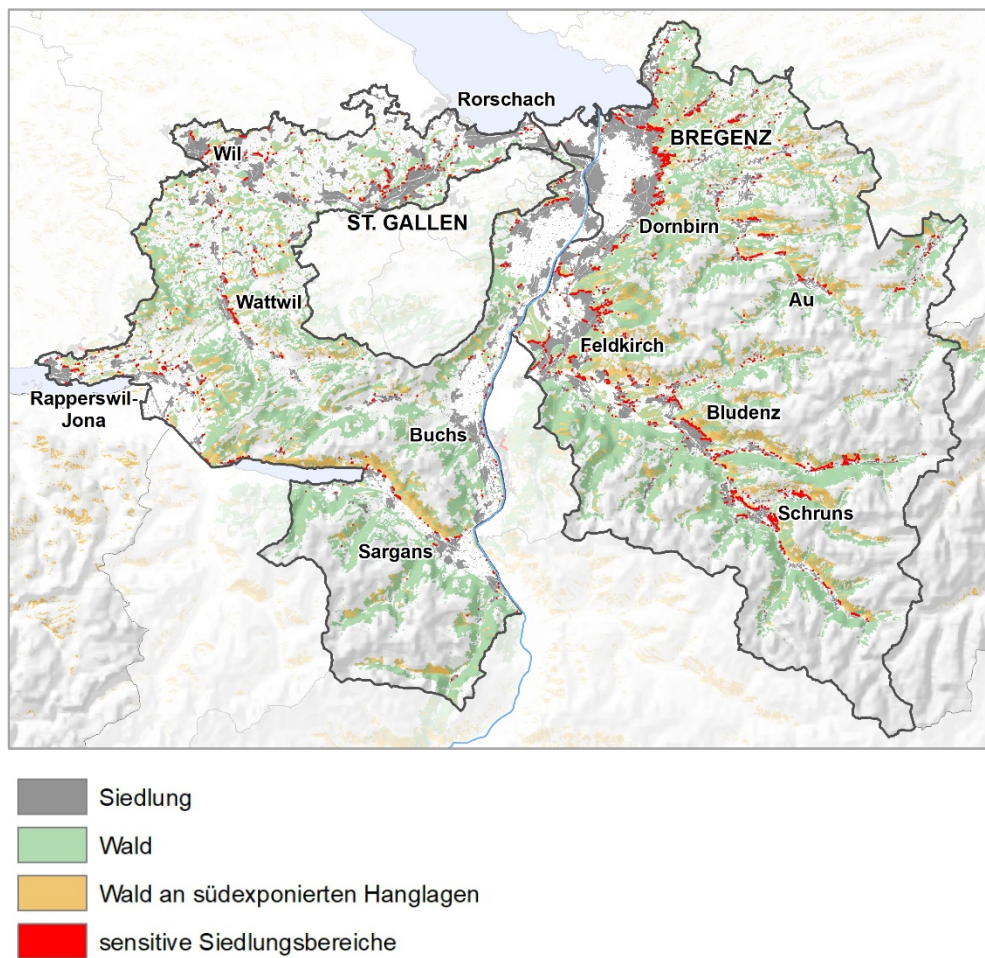 Rorschach
BREGENZ
Wil
ST. GALLEN
Dornbirn
Wattwil
Au
Feldkirch
Rapperswil-
Jona
Bludenz
Buchs
Schruns
Sargans
Siedlung
Wald
Wald an südexponierten Hanglagen
sensitive Siedlungsbereiche